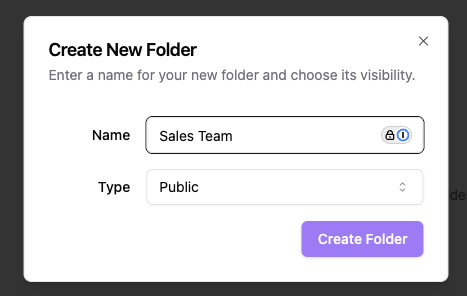 Create New Folder
Enter a name for your new folder and choose its visibility.
Name
Sales Team
Type
Public
Create Folder